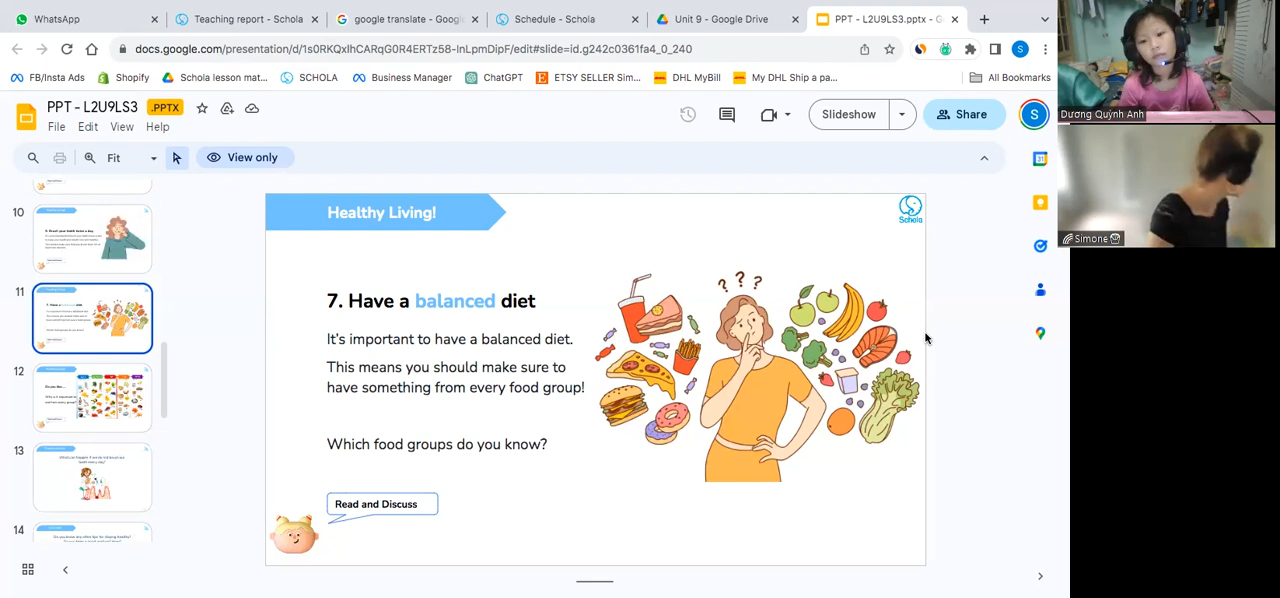 WhatsApp
Teaching report - Schola
google translate - Goog
Schedule - Schola
Unit 9 - Google Drive
PPT - L2U9LS3.pptx - G
docs.google.com/presentation/d/1s0RKQxIhCARqG0R4ERTz58-lnLpmDipF/edit#slide=id.g242c0361fa4_0_240
S
FB/Insta Ads
Shopify
Schola lesson mat...
SCHOLA
Business Manager
ChatGPT
ETSY SELLER Sim...
DHL MyBill
My DHL Ship a pa...
All Bookmarks
PPT - L2U9LS3
.PPTX
File Edit View Help
Slideshow
Share
S
Fit
View only
10
11
12
13
14
Healthy Living!
Schola
7. Have a balanced diet
It's important to have a balanced diet.
This means you should make sure to
have something from every food group!
Which food groups do you know?
Read and Discuss
? ? ?
Dương Quỳnh Anh
Simone
31